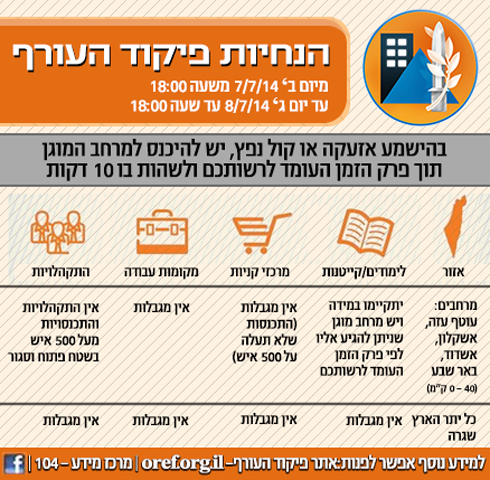 הנחיות פיקוד העורף
מיום ב' 7/7/14 משעה 18:00
עד יום ג' 8/7/14 עד שעה 18:00
בהישמע אזעקה או קול נפץ, יש להיכנס למרחב המוגן
תוך פרק הזמן העומד לרשותכם ולשהות בו 10 דקות
אזור
לימודים/קייטנות
מרכזי קניות
מקומות עבודה
התקהלויות
מרחבים:
עוטף עזה,
אשקלון,
אשדוד,
באר שבע
(0 – 40 ק"מ)
יתקיימו במידה
ויש מרחב מוגן
שניתן להגיע אליו
לפי פרק הזמן
העומד לרשותכם
אין מגבלות
(התכנסות
שלא תעלה
על 500 איש)
אין מגבלות
אין התקהלויות
והתכנסויות
מעל 500 איש
בשטח פתוח וסגור
כל יתר הארץ
שגרה
אין מגבלות
אין מגבלות
אין מגבלות
אין מגבלות
למידע נוסף אפשר לפנות:אתר פיקוד העורף– oref.org.il | מרכז מידע – 104 | f